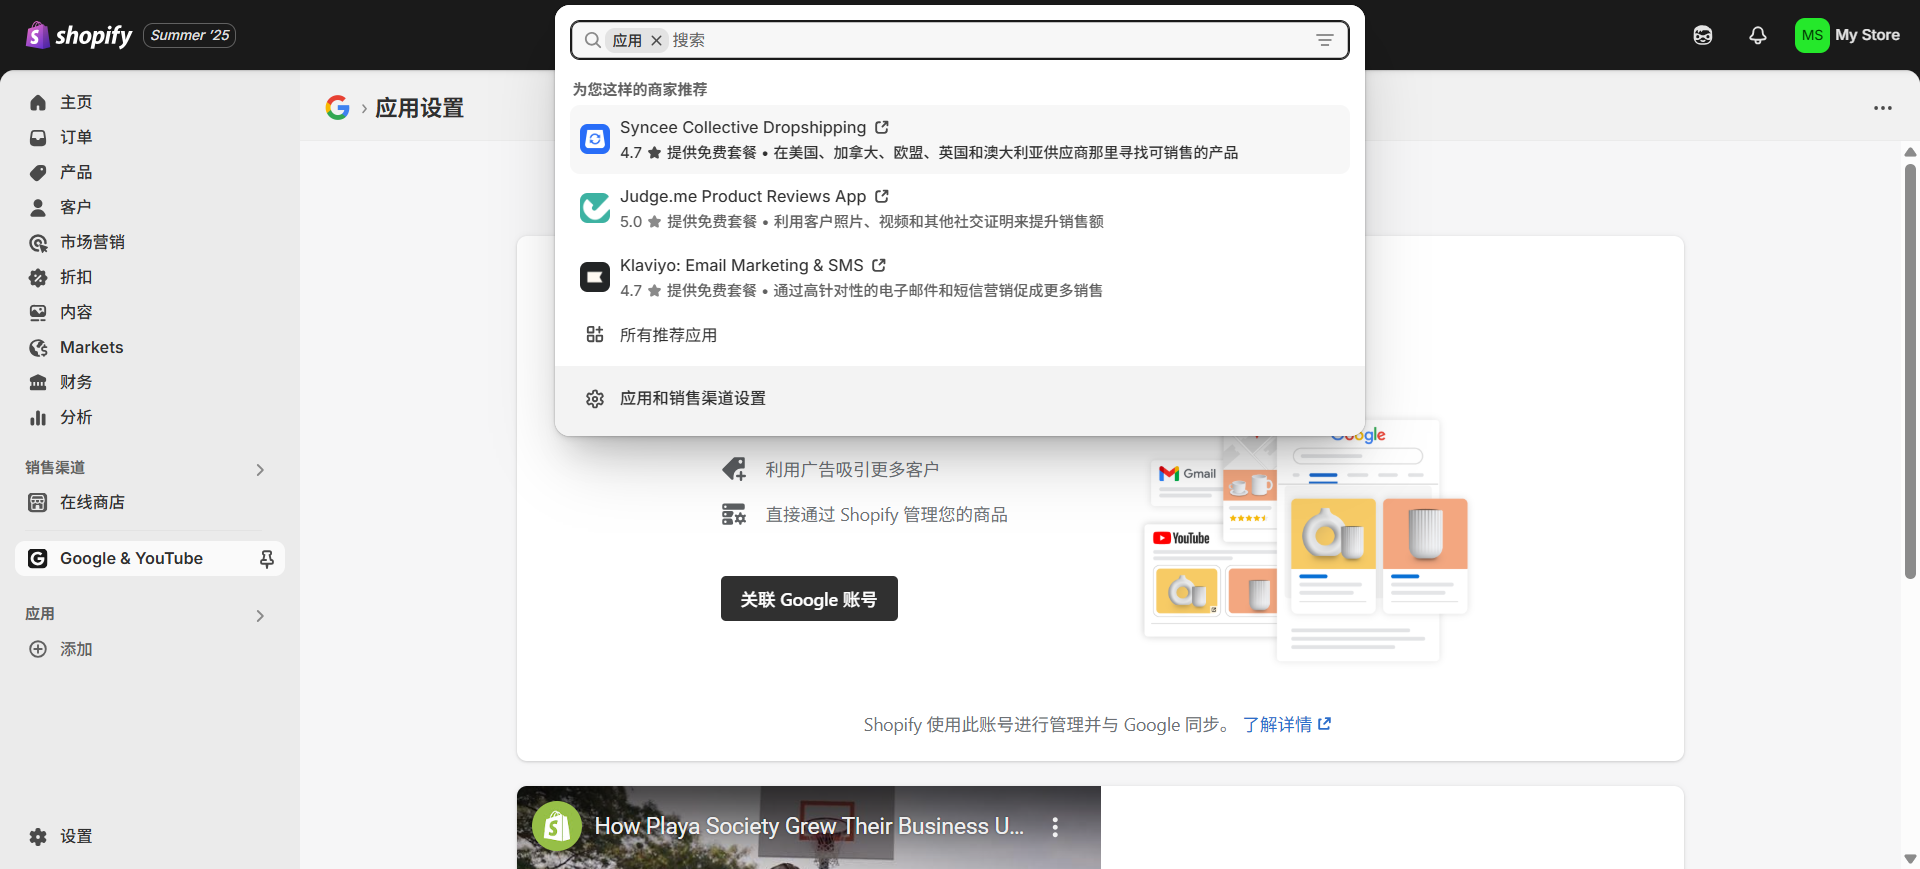 shopify
Summer '25
应用
搜索
MS
My Store
主页
订单
产品
客户
市场营销
折扣
内容
Markets
财务
分析
销售渠道
在线商店
Google & YouTube
应用
添加
设置
应用设置
为您这样的商家推荐
Syncee Collective Dropshipping
4.7 ★ 提供免费套餐 • 在美国、加拿大、欧盟、英国和澳大利亚供应商那里寻找可销售的产品
Judge.me Product Reviews App
5.0 ★ 提供免费套餐 • 利用客户照片、视频和其他社交证明来提升销售额
Klaviyo: Email Marketing & SMS
4.7 ★ 提供免费套餐 • 通过高针对性的电子邮件和短信营销促成更多销售
所有推荐应用
应用和销售渠道设置
利用广告吸引更多客户
直接通过 Shopify 管理您的商品
关联 Google 账号
Google
Gmail
YouTube
Shopify 使用此账号进行管理并与 Google 同步。 了解详情
How Playa Society Grew Their Business U...